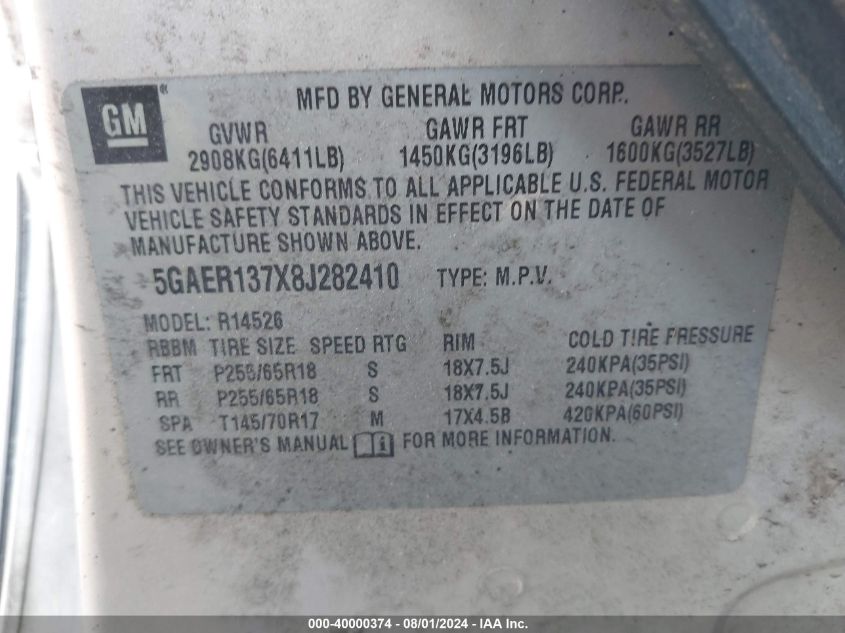 GM ®
MFD BY GENERAL MOTORS CORP.
GVWR GAWR FRT GAWR RR
2908KG(6411LB) 1450KG(3196LB) 1600KG(3527LB)
THIS VEHICLE CONFORMS TO ALL APPLICABLE U.S. FEDERAL MOTOR
VEHICLE SAFETY STANDARDS IN EFFECT ON THE DATE OF
MANUFACTURE SHOWN ABOVE.
5GAER137X8J282410 TYPE: M.P.V.
MODEL: R14526
RBBM TIRE SIZE SPEED RTG RIM COLD TIRE PRESSURE
FRT P255/65R18 S 18X7.5J 240KPA(35PSI)
RR P255/65R18 S 18X7.5J 240KPA(35PSI)
SPA T145/70R17 M 17X4.5B 420KPA(60PSI)
SEE OWNER'S MANUAL i FOR MORE INFORMATION.
000-40000374 - 08/01/2024 - IAA Inc.